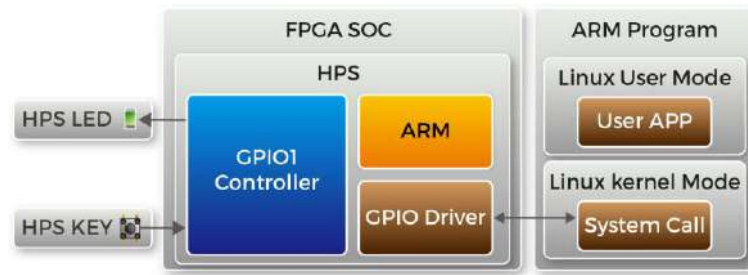 FPGA SOC
HPS
HPS LED
GPIO1
Controller
ARM
HPS KEY
GPIO Driver
ARM Program
Linux User Mode
User APP
Linux kernel Mode
System Call